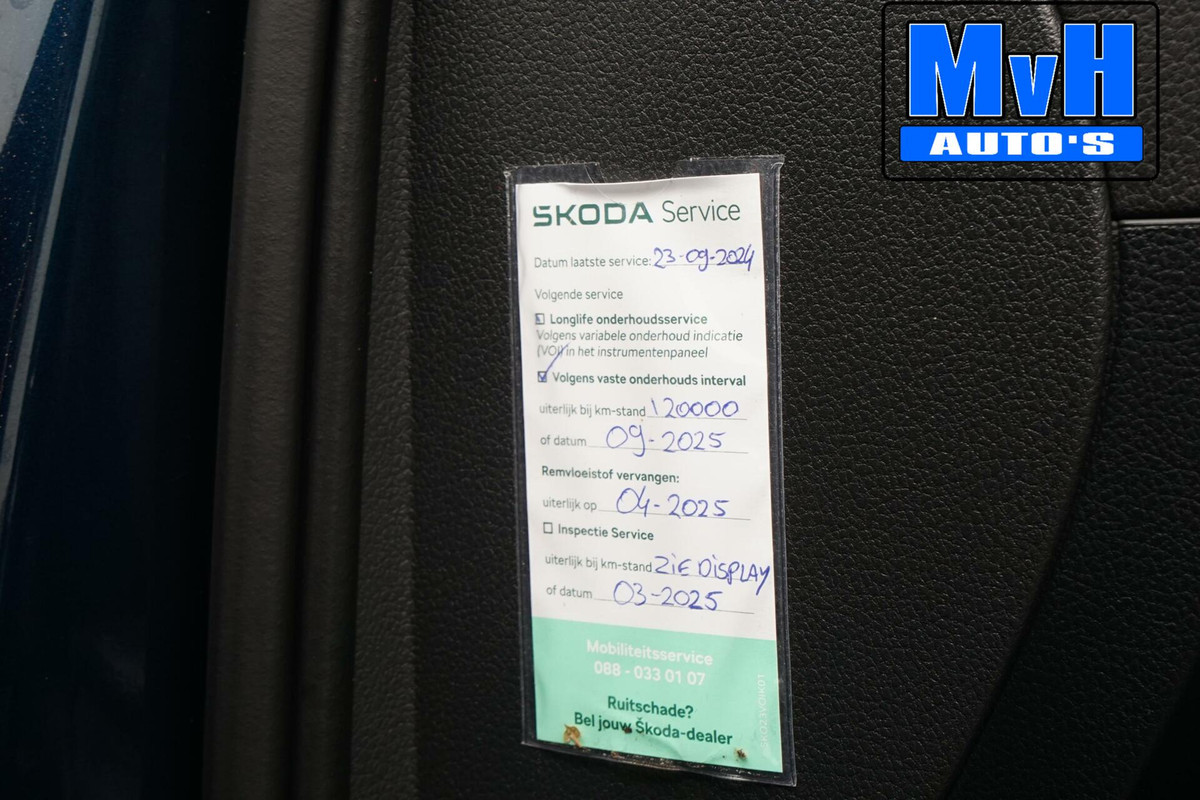 MvH
AUTO'S
ŠKODA Service
Datum laatste service: 23-09-2024
Volgende service
Longlife onderhoudsservice
Volgens variabele onderhoud indicatie
(VOI) in het instrumentenpaneel
Volgens vaste onderhouds interval
uiterlijk bij km-stand 120000
of datum 09-2025
Remvloeistof vervangen:
uiterlijk op 04-2025
Inspectie Service
uiterlijk bij km-stand ZIE DISPLAY
of datum 03-2025
Mobiliteitsservice
088 - 033 01 07
Ruitschade?
Bel jouw Škoda-dealer